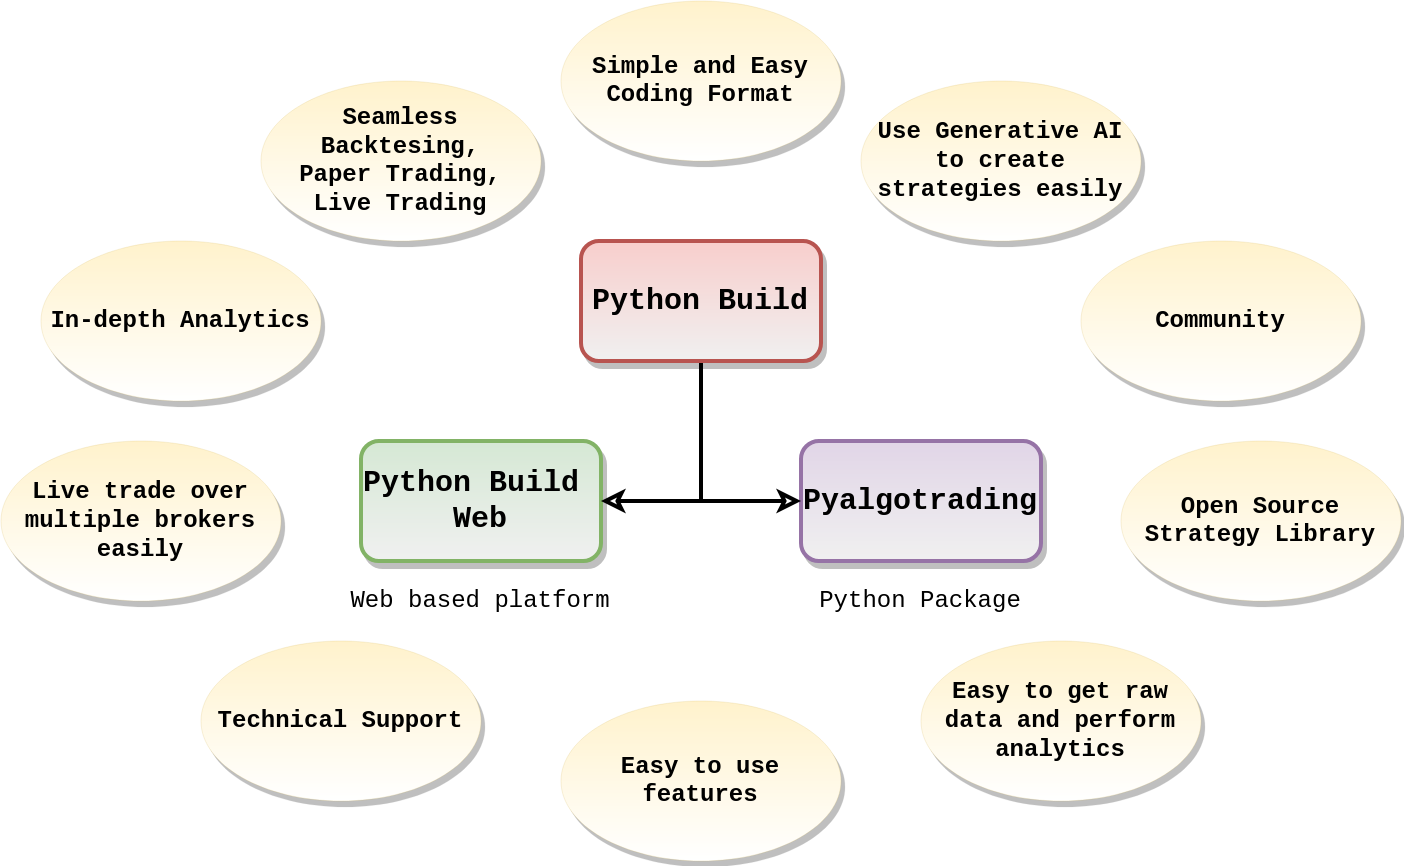 Simple and Easy
Coding Format
Seamless
Backtesing,
Paper Trading,
Live Trading
Use Generative AI
to create
strategies easily
In-depth Analytics
Python Build
Community
Live trade over
multiple brokers
easily
Python Build
Web
Pyalgotrading
Open Source
Strategy Library
Web based platform
Python Package
Technical Support
Easy to use
features
Easy to get raw
data and perform
analytics